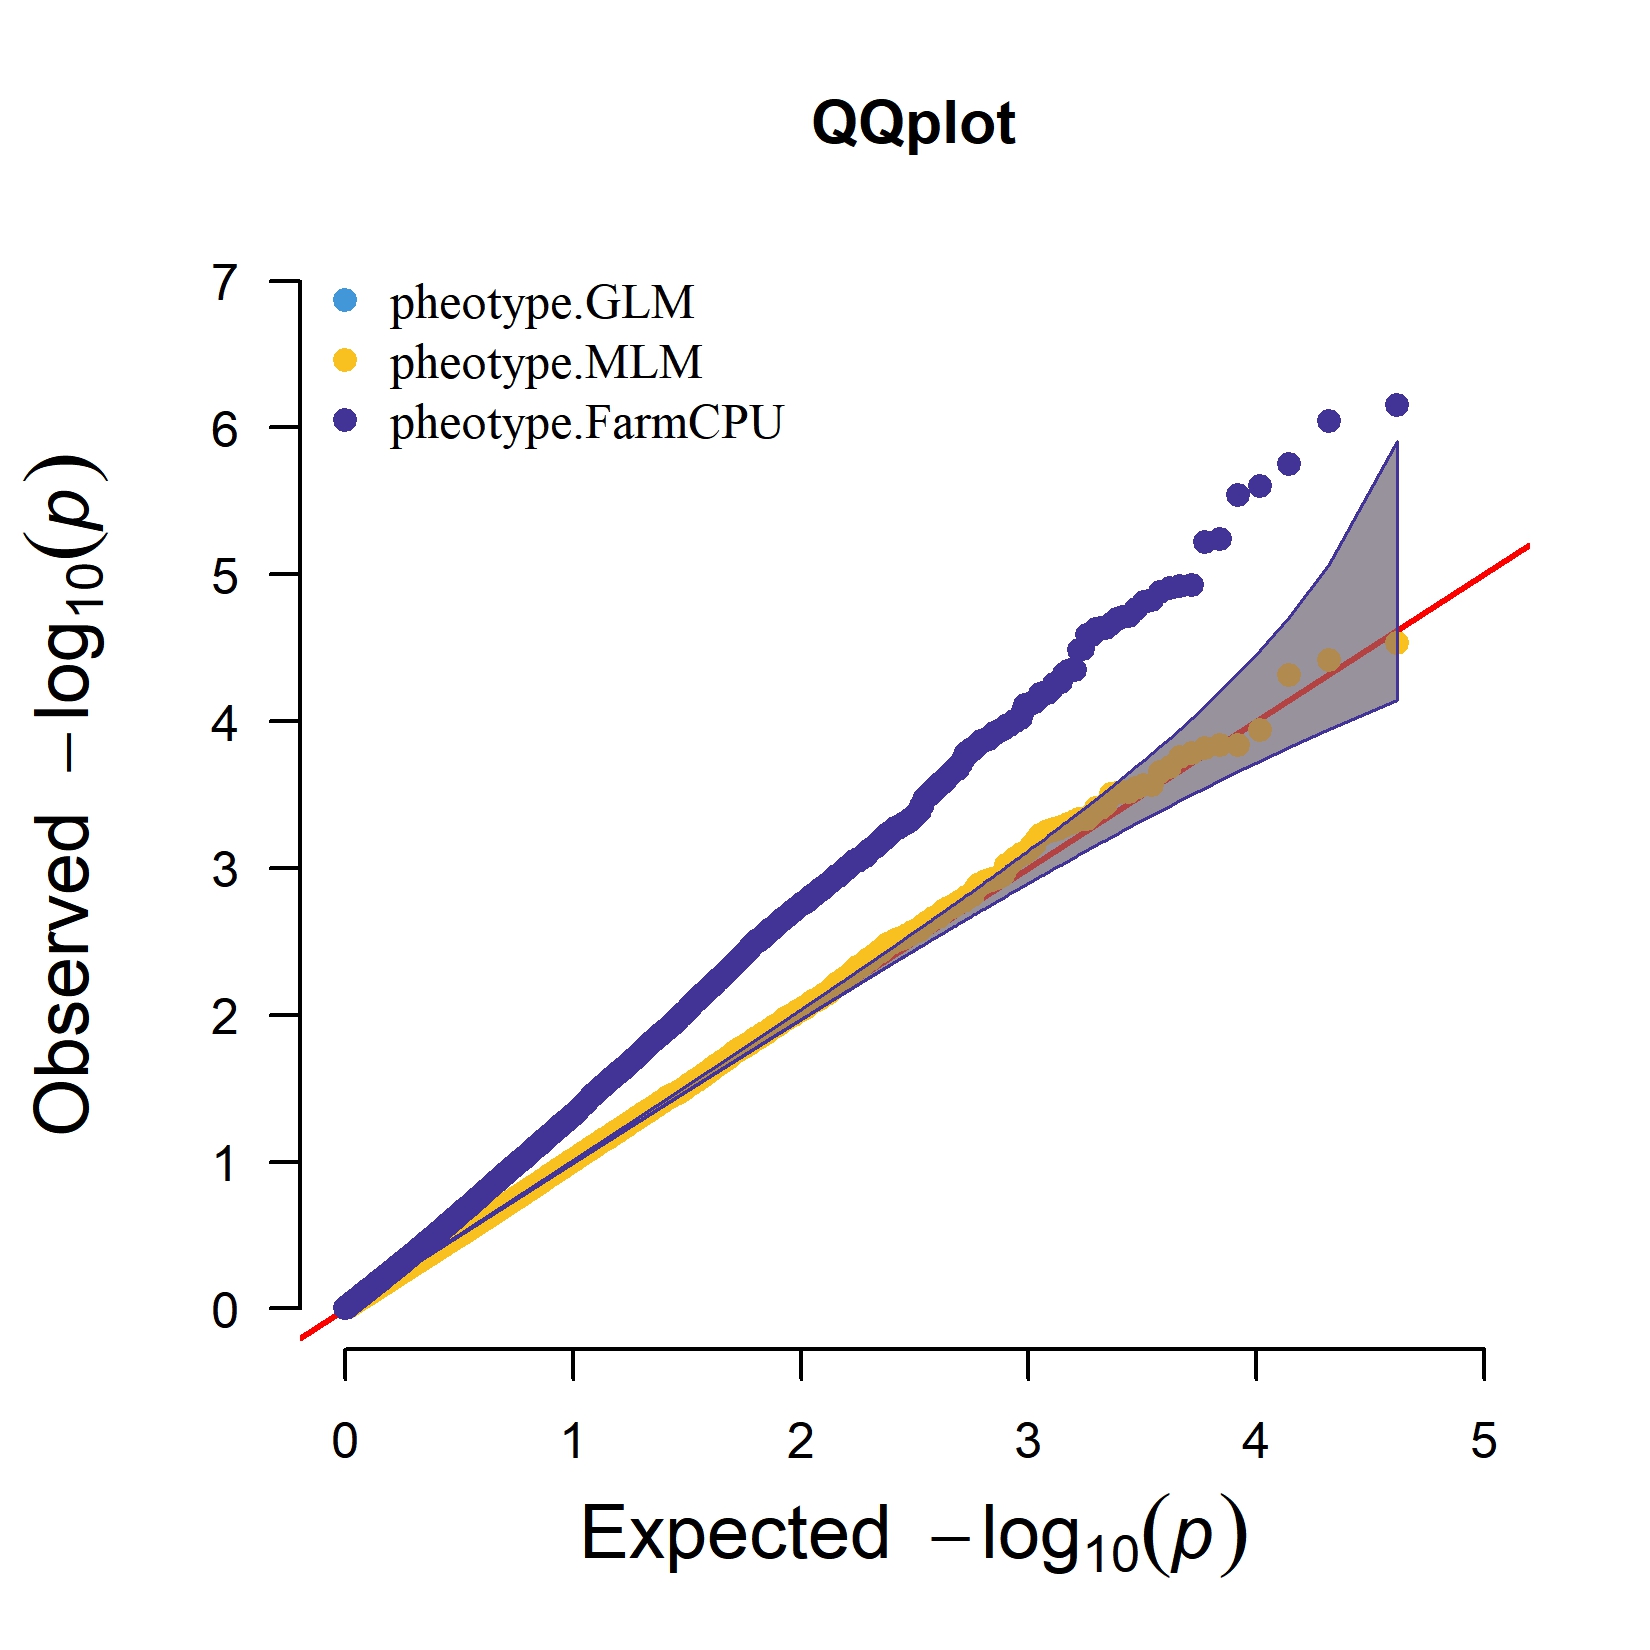 QQplot
7
6
5
4
3
2
1
0
pheotype.GLM
pheotype.MLM
pheotype.FarmCPU
Observed −log10(p)
0 1 2 3 4 5
Expected −log10(p)